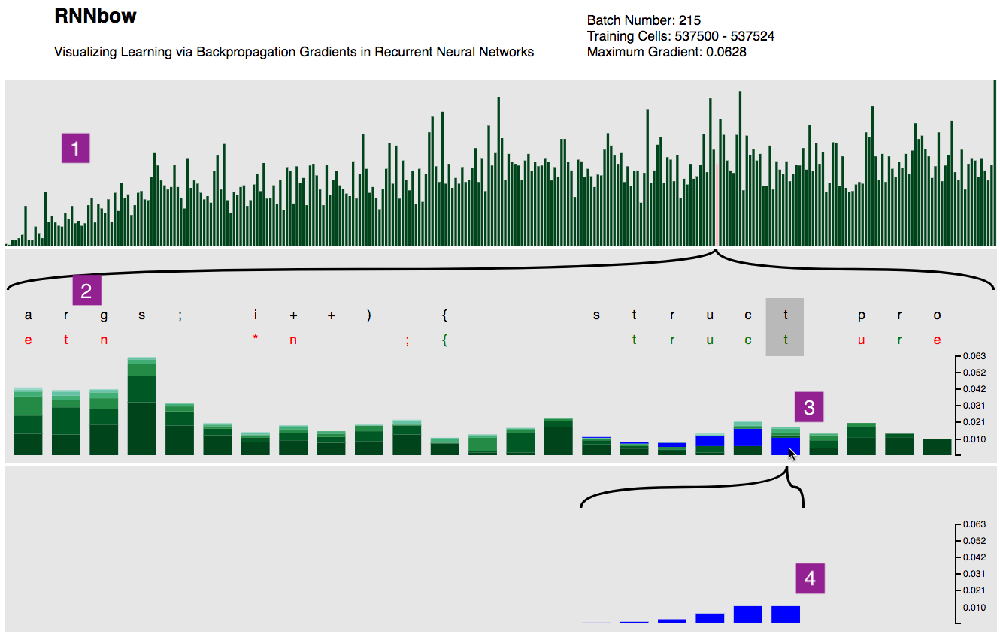 RNNbow
Visualizing Learning via Backpropagation Gradients in Recurrent Neural Networks
Batch Number: 215
Training Cells: 537500 - 537524
Maximum Gradient: 0.0628
1
2
a r g s ; i + + ) { s t r u c t p r o
e t n * n ; { t r u c t u r e
0.063
0.052
0.042
0.031
0.021
0.010
3
0.063
0.052
0.042
0.031
0.021
0.010
4